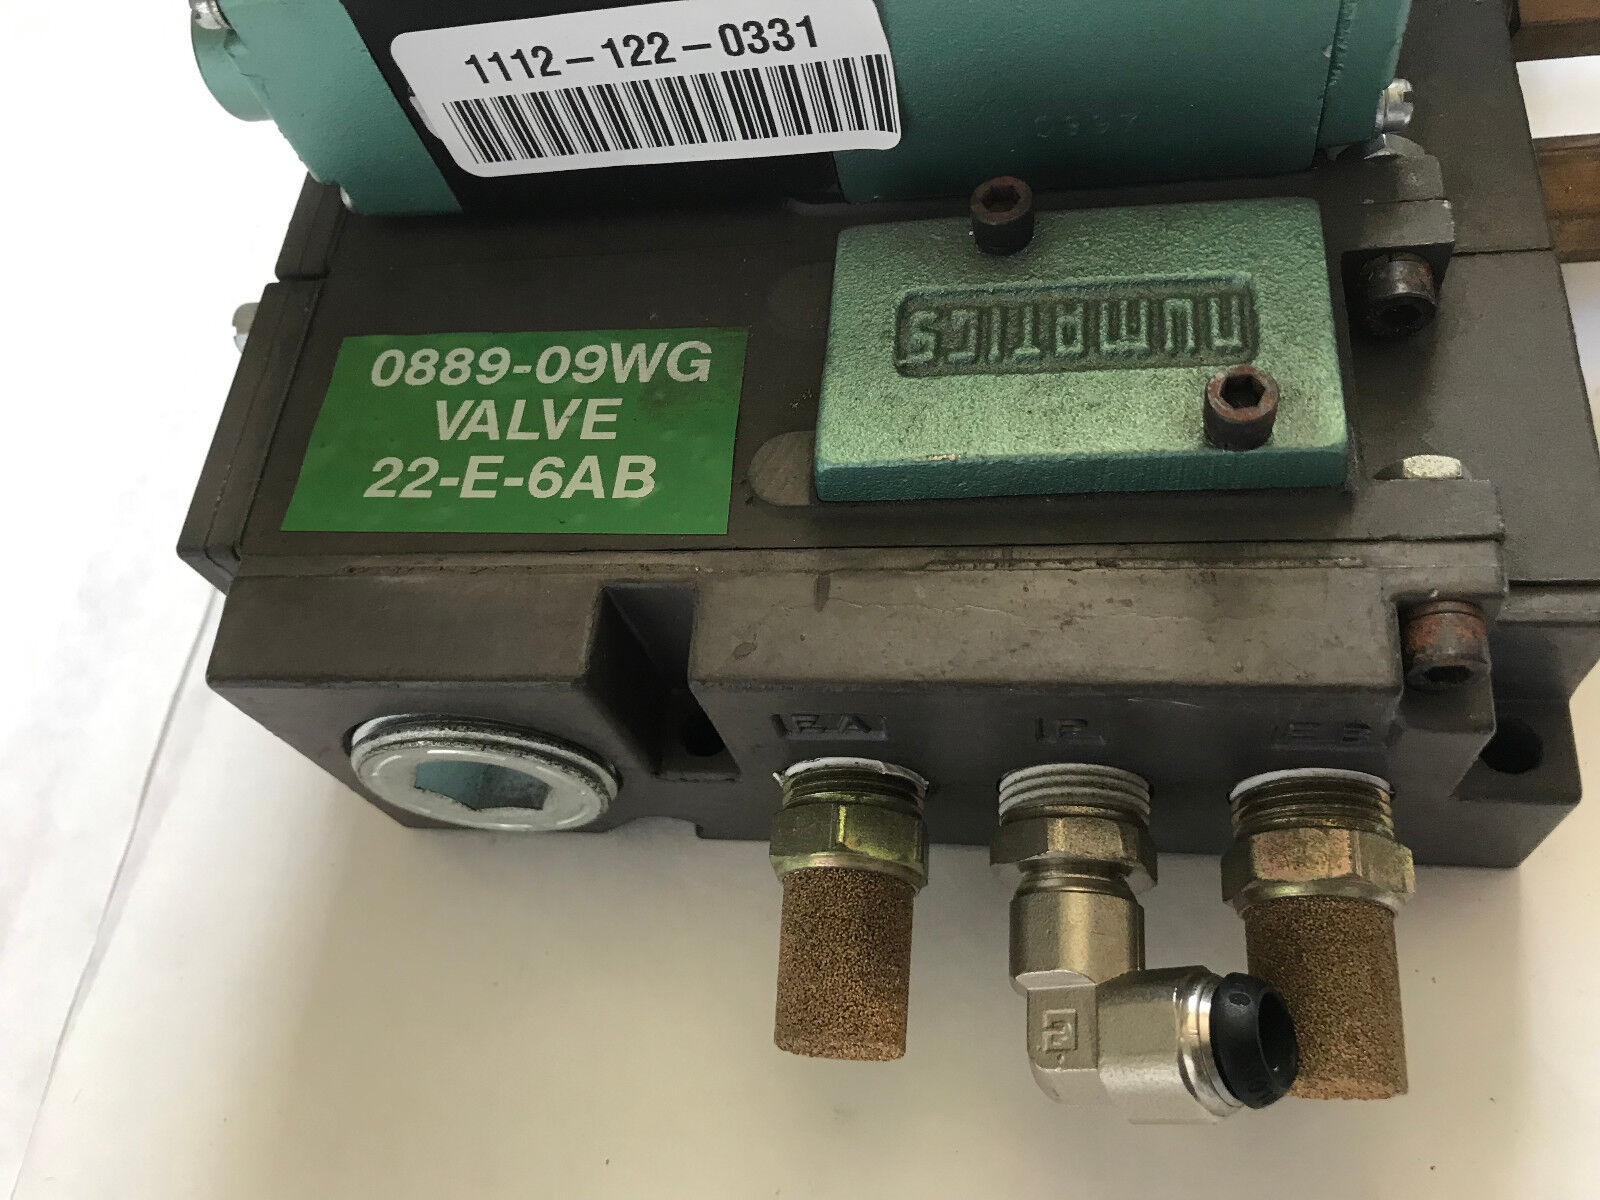 1112-122-0331
NUMATICS
0889-09WG
VALVE
22-E-6AB
EA P EB